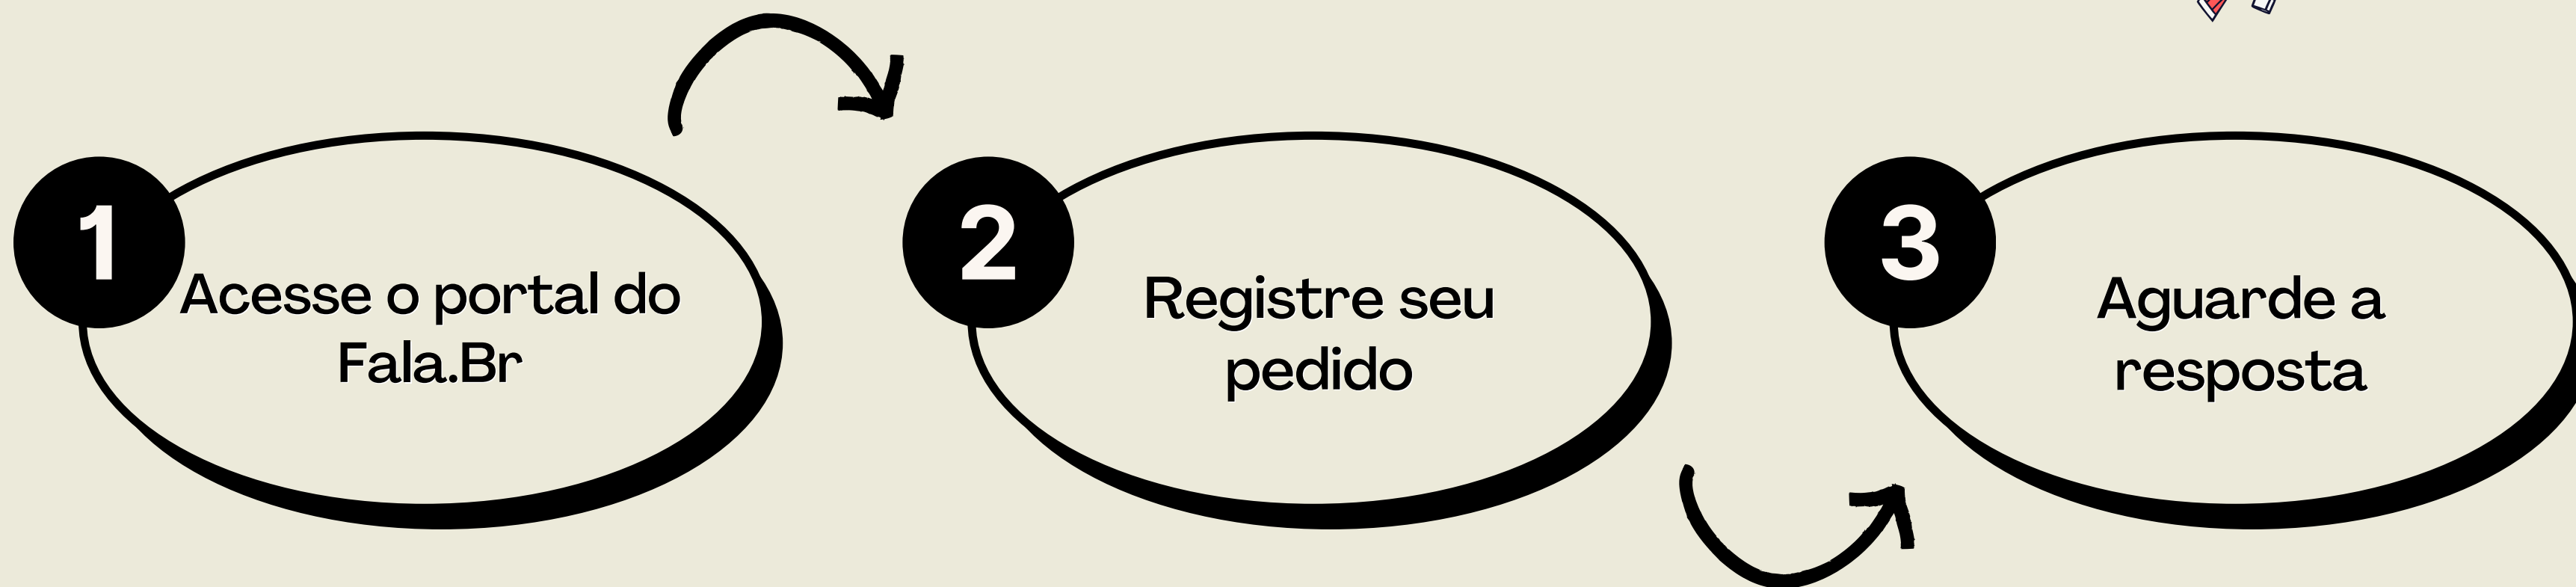 1
Acesse o portal do
Fala.Br
2
Registre seu
pedido
3
Aguarde a
resposta